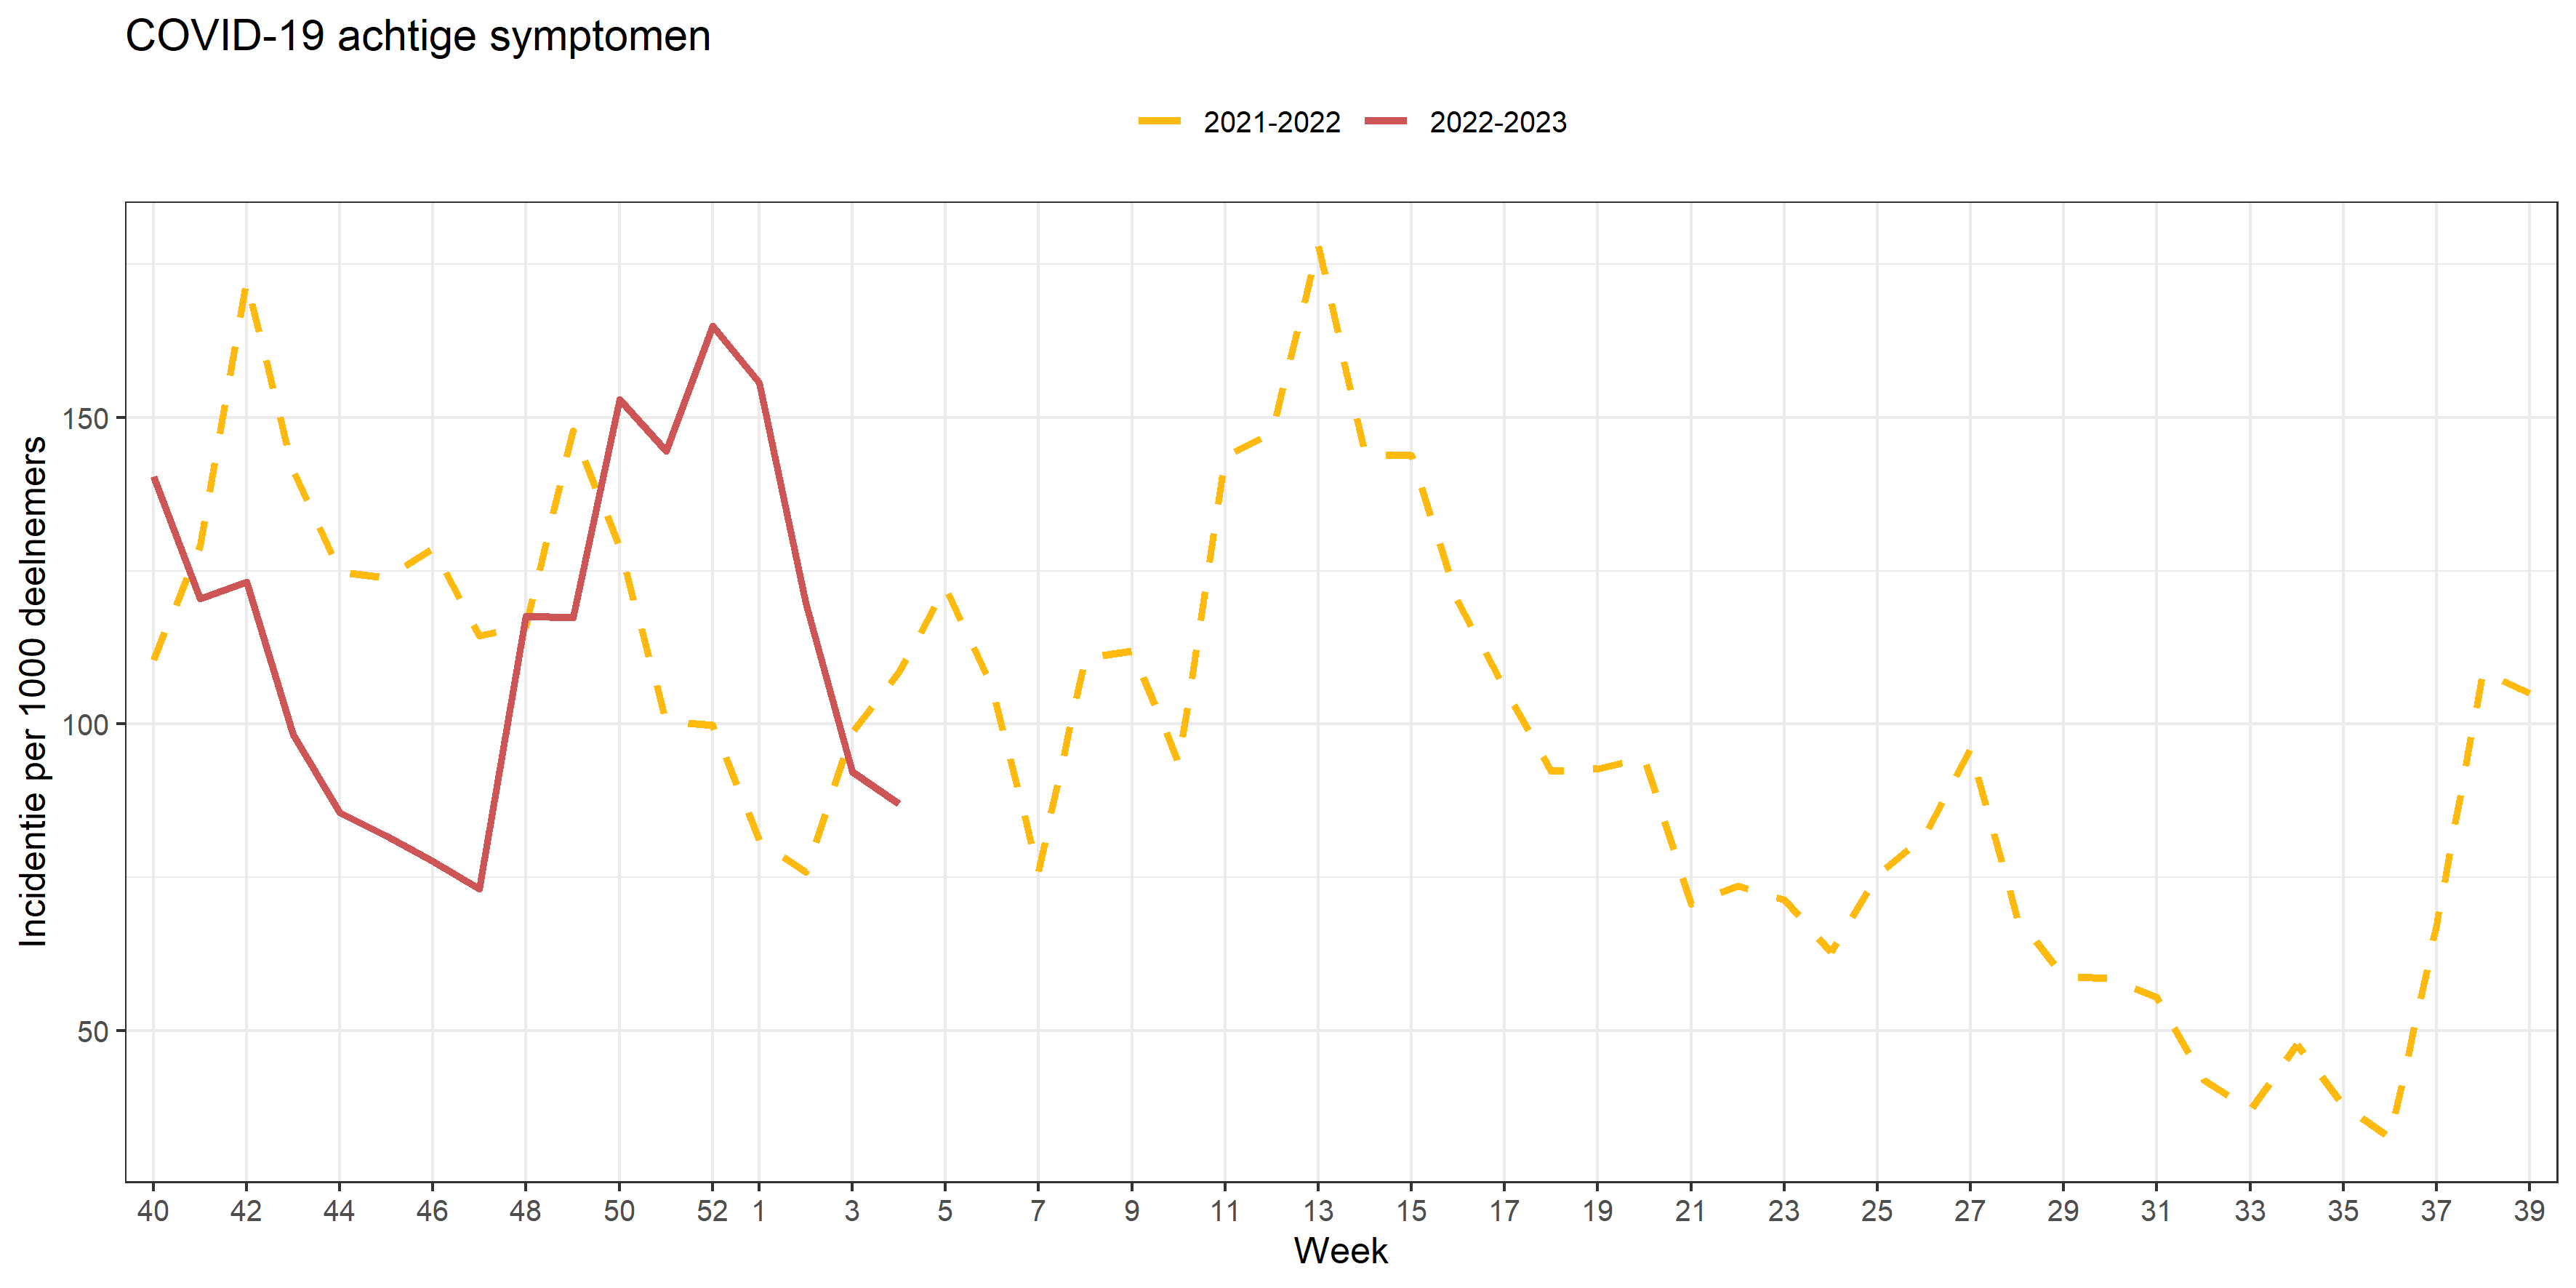 COVID-19 achtige symptomen
2021-2022 2022-2023
Incidentie per 1000 deelnemers
150
100
50
40 42 44 46 48 50 52 1 3 5 7 9 11 13 15 17 19 21 23 25 27 29 31 33 35 37 39
Week